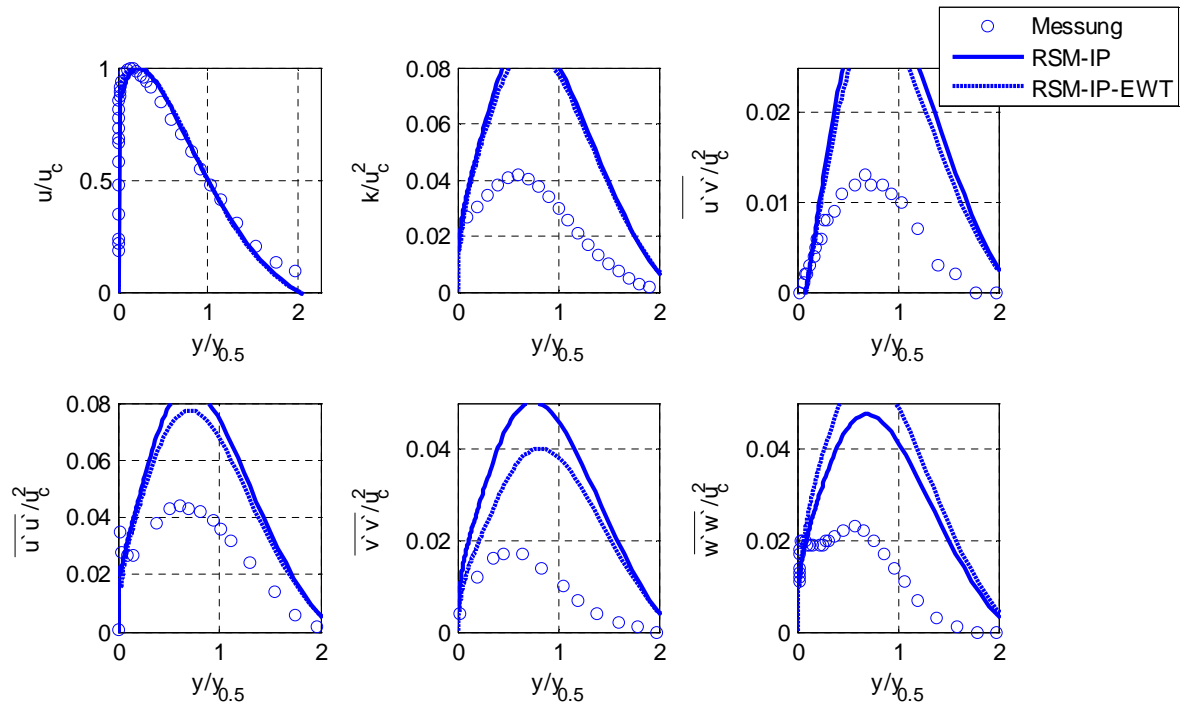 Messung
RSM-IP
RSM-IP-EWT
1
0.5
0
u/u_c
0 1 2
y/y_0.5
0.08
0.06
0.04
0.02
0
k/u_c^2
0 1 2
y/y_0.5
0.02
0.01
0
u`v`/u_c^2
0 1 2
y/y_0.5
0.08
0.06
0.04
0.02
0
u`u`/u_c^2
0 1 2
y/y_0.5
0.04
0.02
0
v`v`/u_c^2
0 1 2
y/y_0.5
0.04
0.02
0
w`w`/u_c^2
0 1 2
y/y_0.5